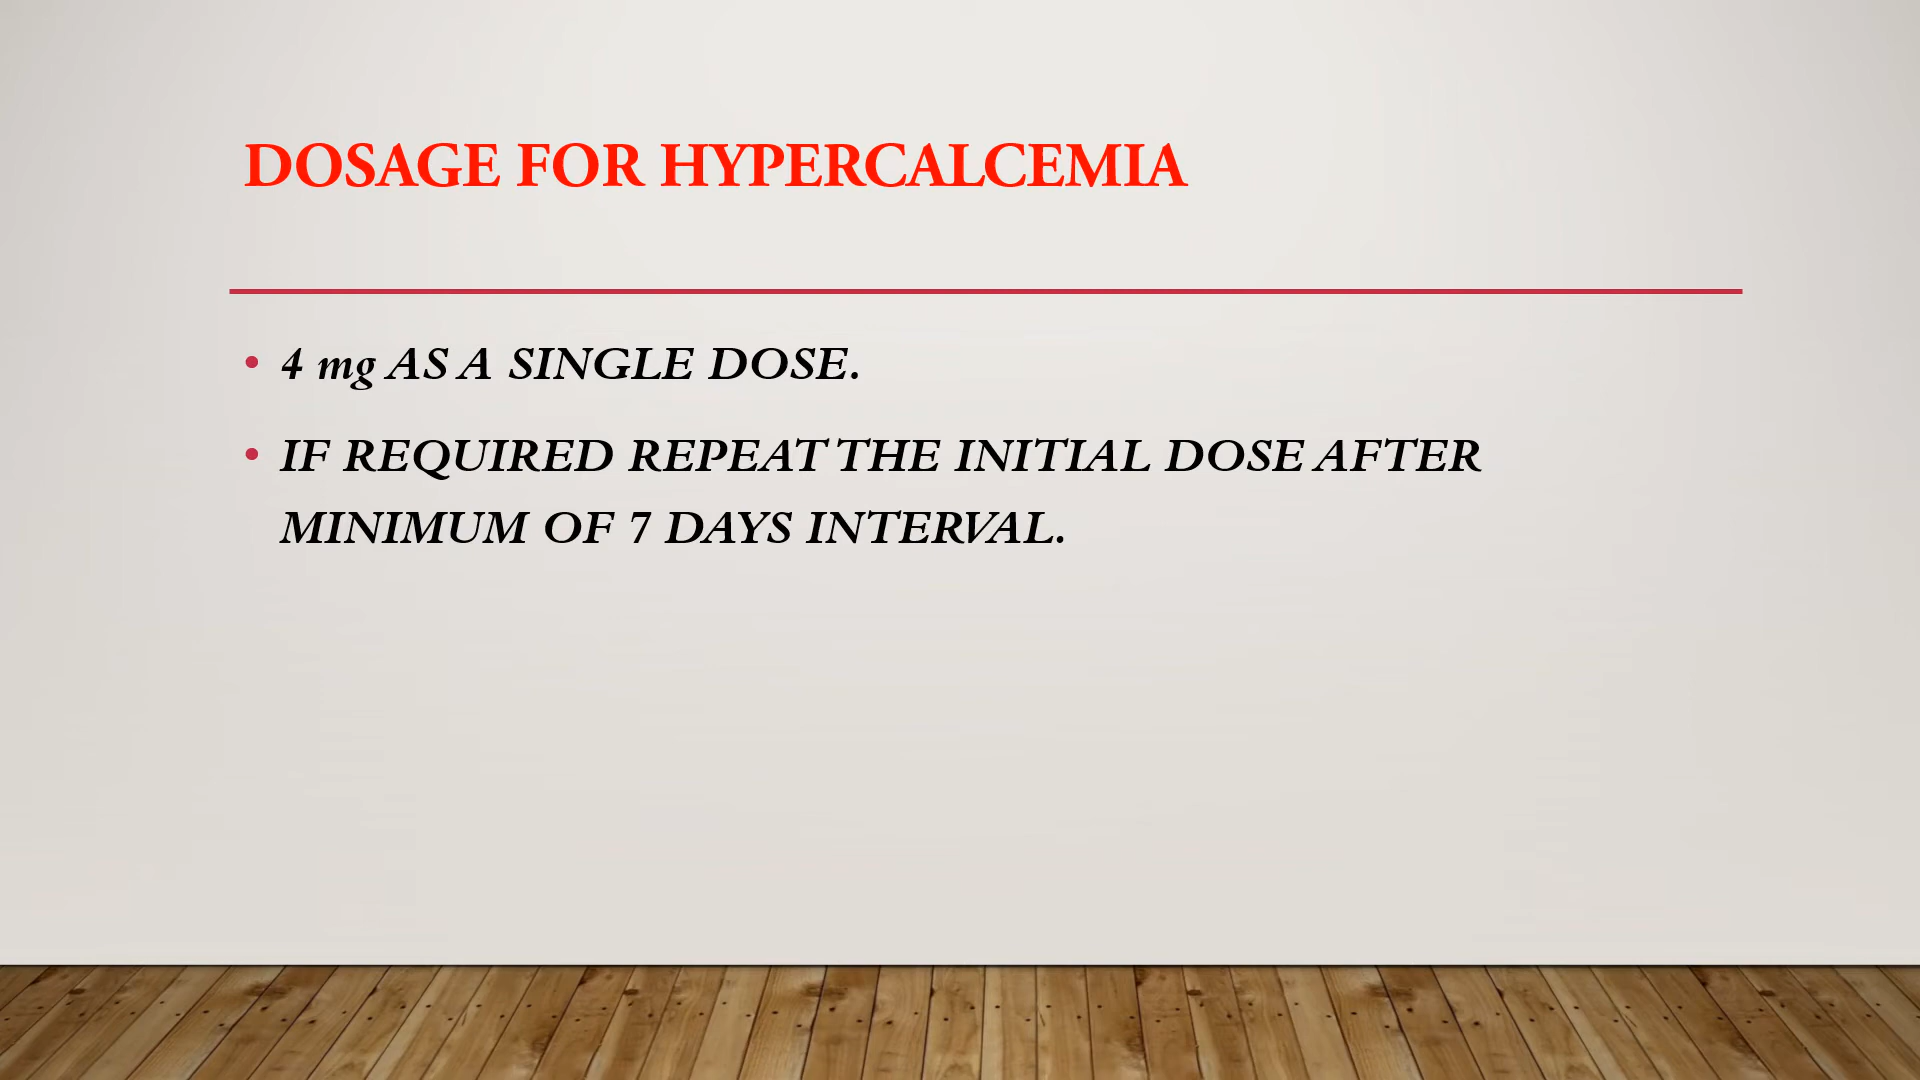 DOSAGE FOR HYPERCALCEMIA
• 4 mg AS A SINGLE DOSE.
• IF REQUIRED REPEAT THE INITIAL DOSE AFTER
MINIMUM OF 7 DAYS INTERVAL.